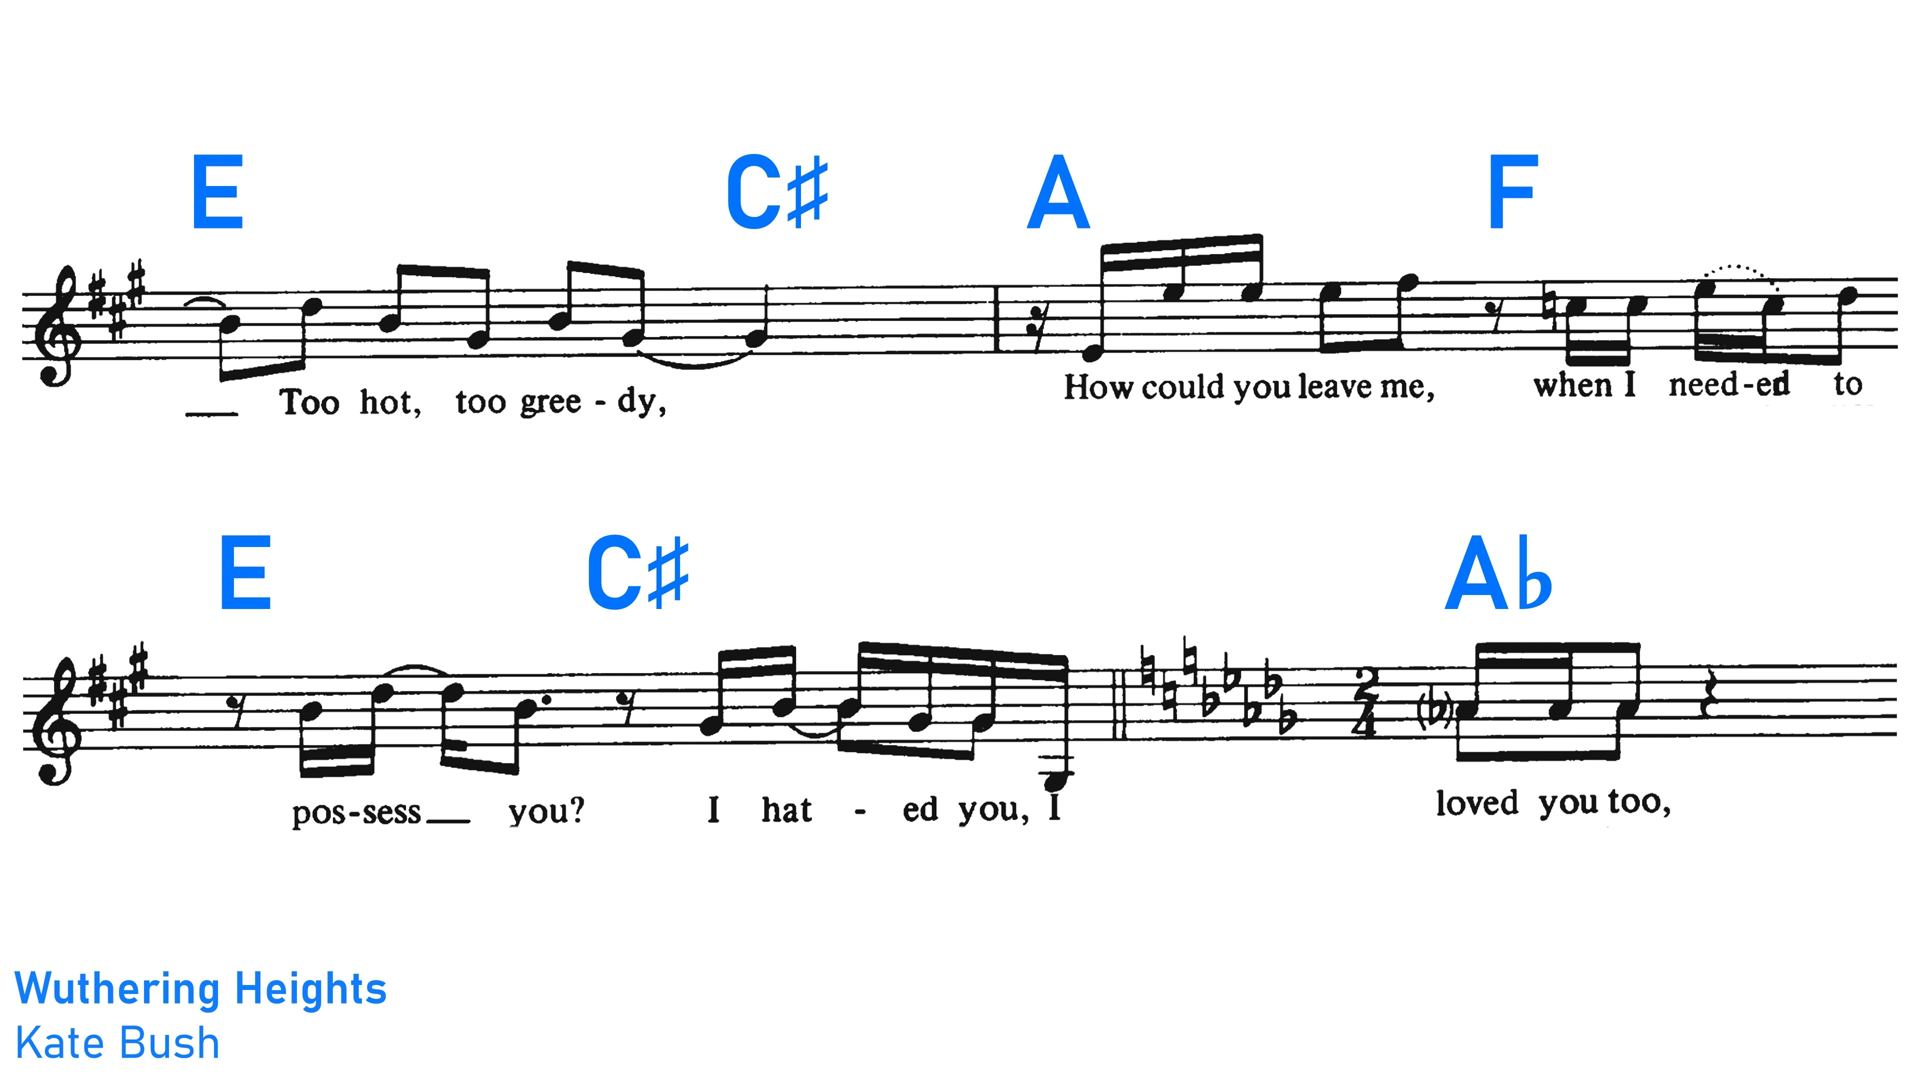 E C♯ A F
Too hot, too gree - dy, How could you leave me, when I need-ed to
E C♯ A♭
pos-sess you? I hat - ed you, I loved you too,
2
4
Wuthering Heights
Kate Bush